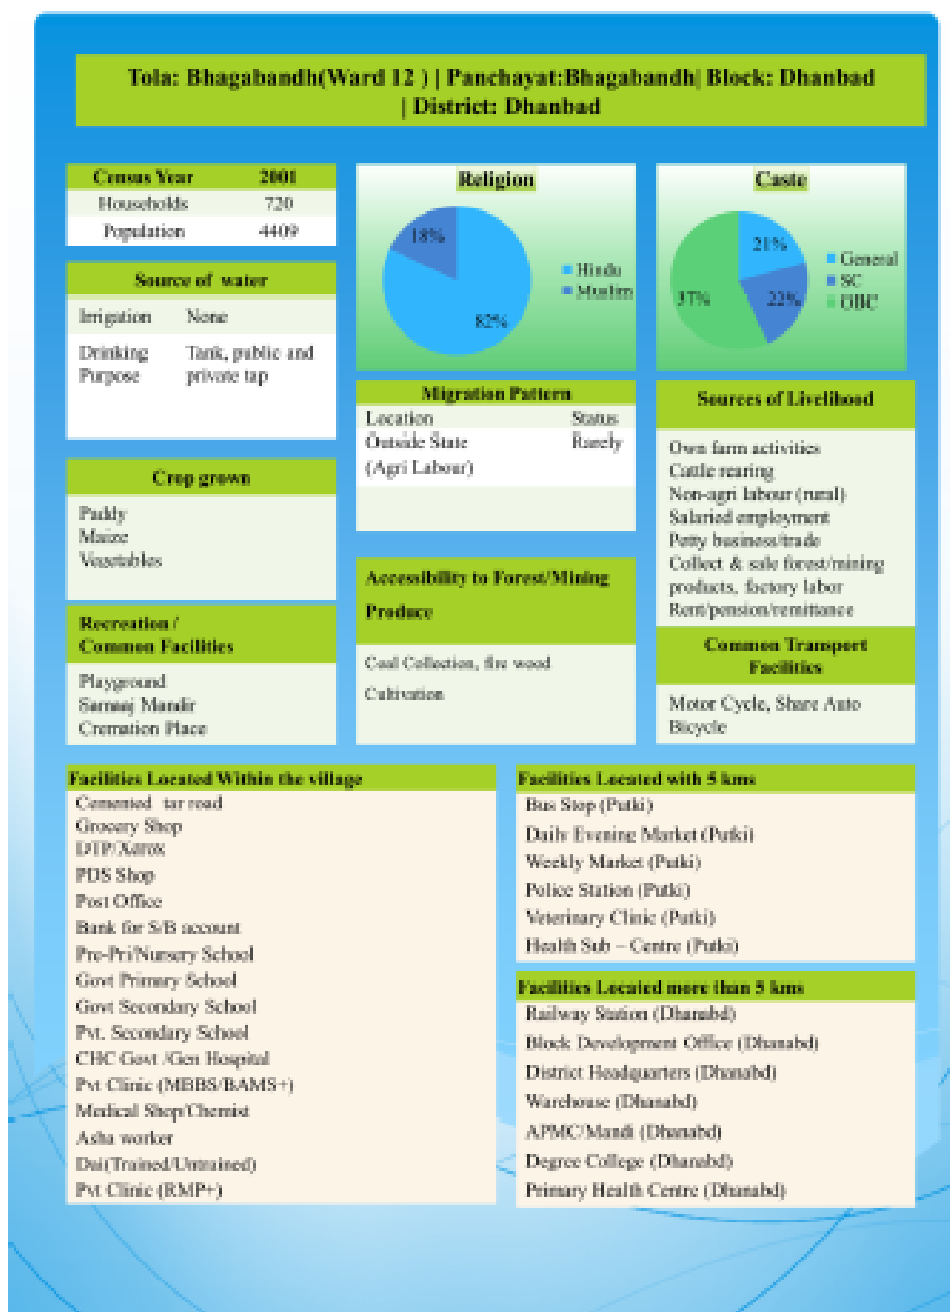 Tola: Bhagabandh(Ward 12 ) | Panchayat:Bhagabandh| Block: Dhanbad
| District: Dhanbad
Census Year 2001
Households 720
Population 4409
Source of water
Irrigation None
Drinking Tank, public and
Purpose private tap
Crop grown
Paddy
Maize
Vegetables
Recreation /
Common Facilities
Playground
Samaaj Mandir
Cremation Place
Religion
18%
82%
Hindu
Muslim
Migration Pattern
Location Status
Outside State Rarely
(Agri Labour)
Accessibility to Forest/Mining
Produce
Coal Collection, fire wood
Cultivation
Caste
21%
22%
37%
General
SC
OBC
Sources of Livelihood
Own farm activities
Cattle rearing
Non-agri labour (rural)
Salaried employment
Petty business/trade
Collect & sale forest/mining
products, factory labor
Rent/pension/remittance
Common Transport
Facilities
Motor Cycle, Share Auto
Bicycle
Facilities Located Within the village
Cemented tar road
Grocery Shop
DTP/Xerox
PDS Shop
Post Office
Bank for S/B account
Pre-Pri/Nursery School
Govt Primary School
Govt Secondary School
Pvt. Secondary School
CHC Govt /Gen Hospital
Pvt Clinic (MBBS/BAMS+)
Medical Shop/Chemist
Asha worker
Dai(Trained/Untrained)
Pvt Clinic (RMP+)
Facilities Located with 5 kms
Bus Stop (Putki)
Daily Evening Market (Putki)
Weekly Market (Putki)
Police Station (Putki)
Veterinary Clinic (Putki)
Health Sub – Centre (Putki)
Facilities Located more than 5 kms
Railway Station (Dhanabd)
Block Development Office (Dhanabd)
District Headquarters (Dhanabd)
Warehouse (Dhanabd)
APMC/Mandi (Dhanabd)
Degree College (Dhanabd)
Primary Health Centre (Dhanabd)